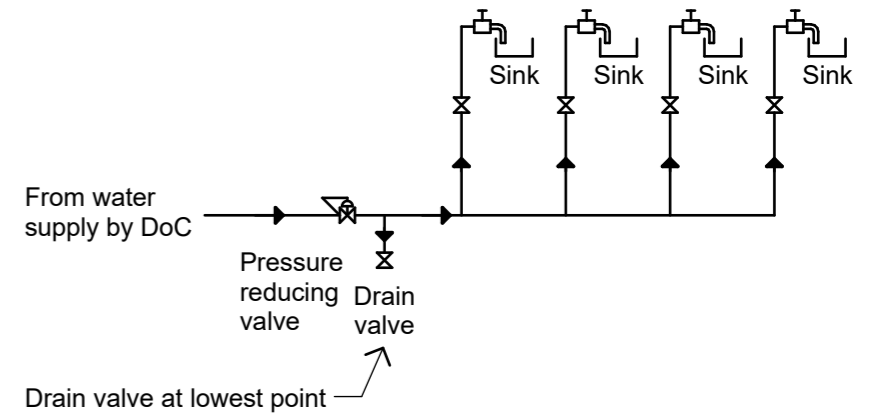 Sink
Sink
Sink
Sink
From water
supply by DoC
Pressure
reducing
valve
Drain
valve
Drain valve at lowest point